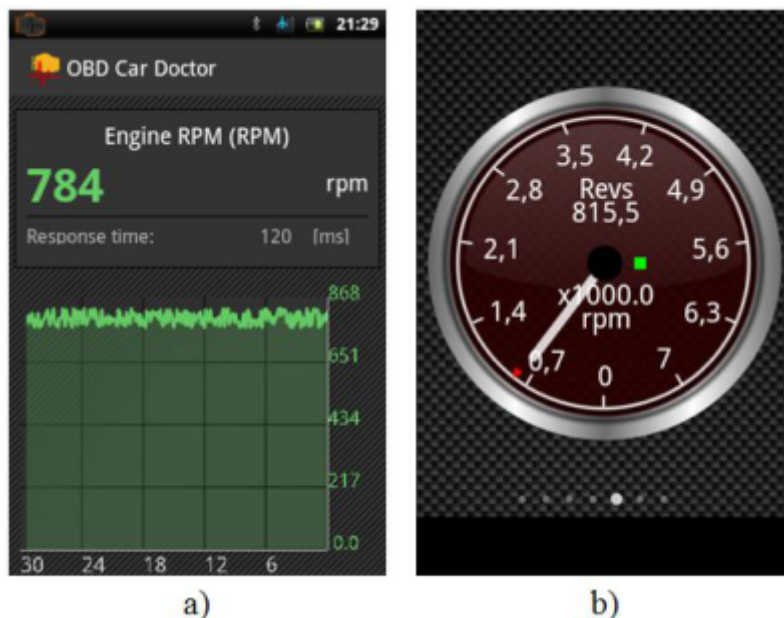 21:29
OBD Car Doctor
Engine RPM (RPM)
784 rpm
Response time: 120 [ms]
868
651
434
217
0.0
30 24 18 12 6
a)
3,5 4,2
2,8 Revs 4,9
815,5
2,1 5,6
x1000.0
1,4 rpm 6,3
0,7 0 7
b)